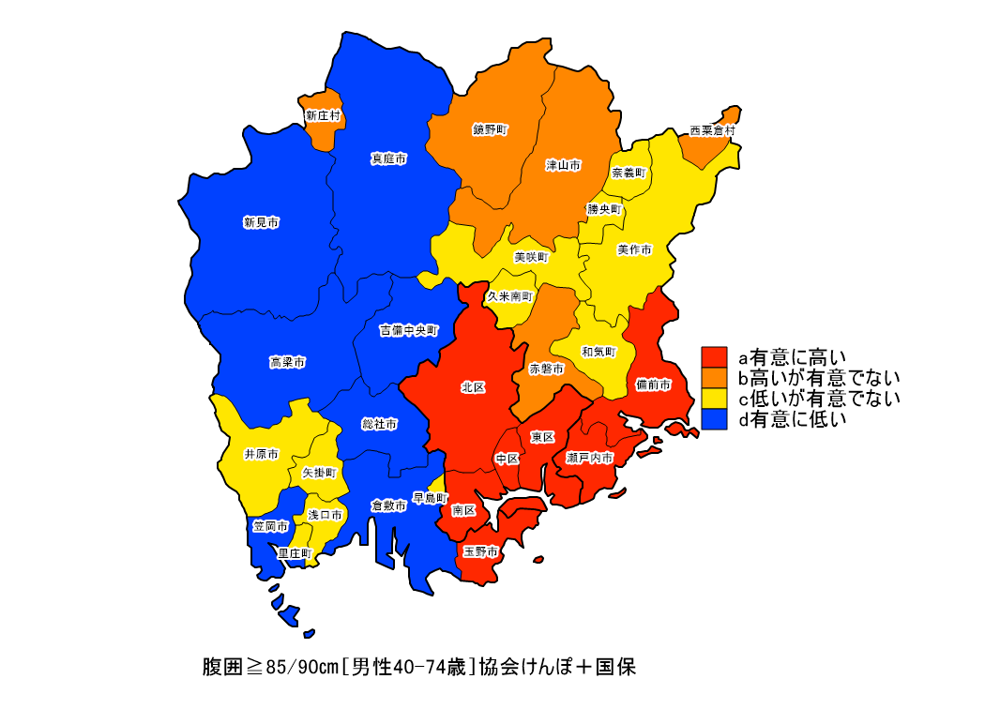 新庄村
鏡野町
西粟倉村
真庭市
津山市
奈義町
勝央町
新見市
美作市
美咲町
久米南町
吉備中央町
和気町
高梁市
赤磐市
備前市
北区
総社市
東区
井原市
中区
瀬戸内市
矢掛町
早島町
倉敷市
南区
浅口市
笠岡市
里庄町
玉野市
a有意に高い
b高いが有意でない
c低いが有意でない
d有意に低い
腹囲≧85/90cm[男性40-74歳]協会けんぽ＋国保